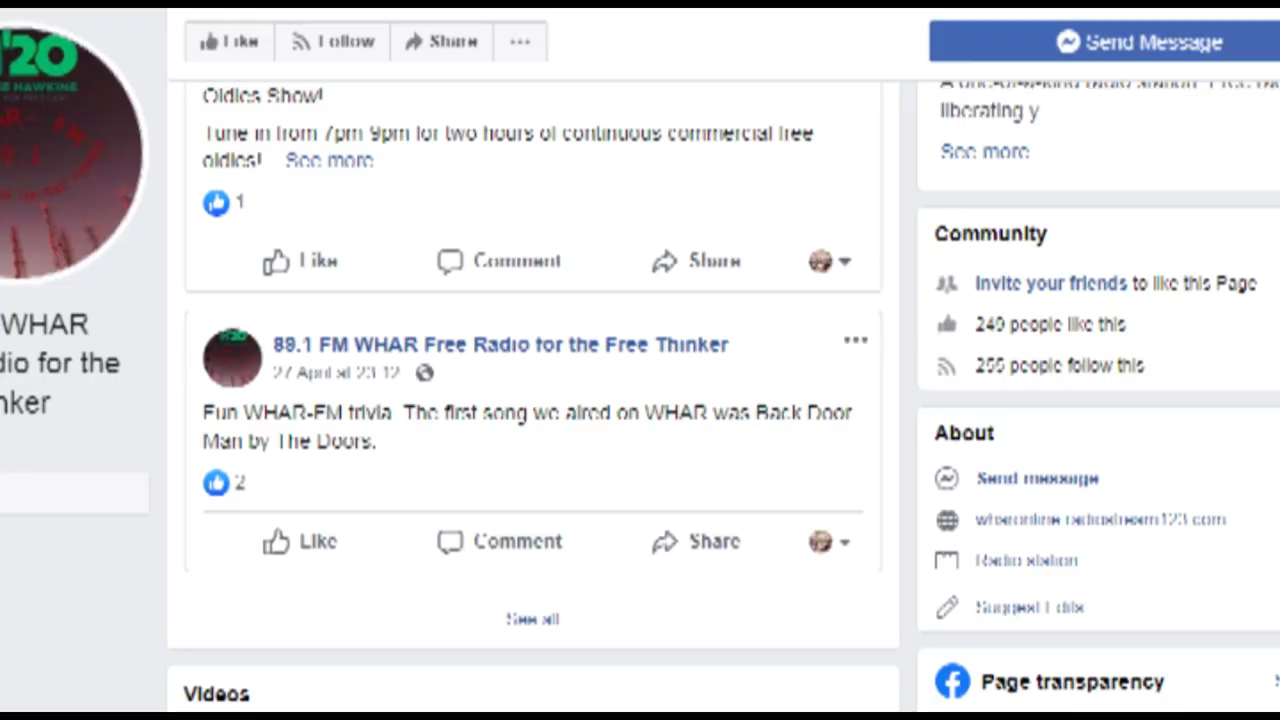 '20
HAWKINS
Like
Follow
Share
Send Message
WHAR
dio for the
nker
Oldies Show!
Tune in from 7pm 9pm for two hours of continuous commercial free
oldies! See more
1
Like
Comment
Share
88.1 FM WHAR Free Radio for the Free Thinker
27 April at 23:12
Fun WHAR-FM trivia. The first song we aired on WHAR was Back Door
Man by The Doors.
2
Like
Comment
Share
See all
Videos
liberating y
See more
Community
Invite your friends to like this Page
249 people like this
255 people follow this
About
Send message
wharonline.radiostream123.com
Radio station
Suggest Edits
Page transparency